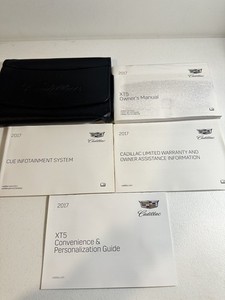 2017
XT5
Owner's Manual
Cadillac
2017
Cadillac
CUE INFOTAINMENT SYSTEM
2017
Cadillac
CADILLAC LIMITED WARRANTY AND
OWNER ASSISTANCE INFORMATION
2017
Cadillac
XT5
Convenience &
Personalization Guide